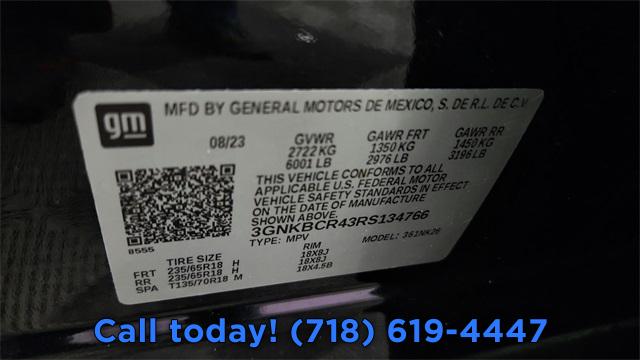 gm
MFD BY GENERAL MOTORS DE MEXICO, S. DE R.L. DE C.V.
08/23 GVWR GAWR FRT GAWR RR
2722 KG 1350 KG 1450 KG
6001 LB 2976 LB 3196 LB
THIS VEHICLE CONFORMS TO ALL
APPLICABLE U.S. FEDERAL MOTOR
VEHICLE SAFETY STANDARDS IN EFFECT
ON THE DATE OF MANUFACTURE
SHOWN ABOVE.
3GNKBCR43RS134766
TYPE: MPV MODEL: 3S1NK26
8555
TIRE SIZE RIM
FRT 235/65R18 H 18X8J
RR 235/65R18 H 18X8J
SPA T135/70R18 M 18X4.5B
Call today! (718) 619-4447